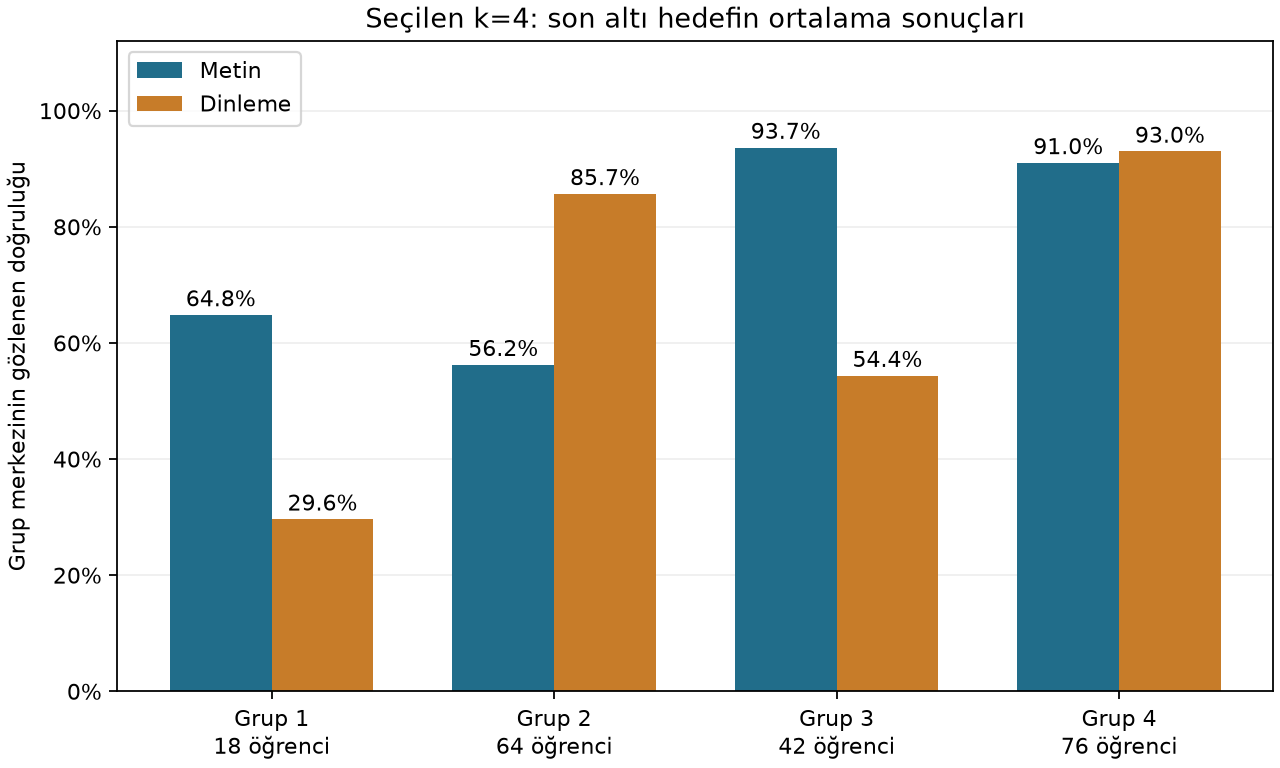 Seçilen k=4: son altı hedefin ortalama sonuçları
Metin
Dinleme
Grup merkezinin gözlenen doğruluğu
100%
80%
60%
40%
20%
0%
64.8%
29.6%
56.2%
85.7%
93.7%
54.4%
91.0%
93.0%
Grup 1
18 öğrenci
Grup 2
64 öğrenci
Grup 3
42 öğrenci
Grup 4
76 öğrenci